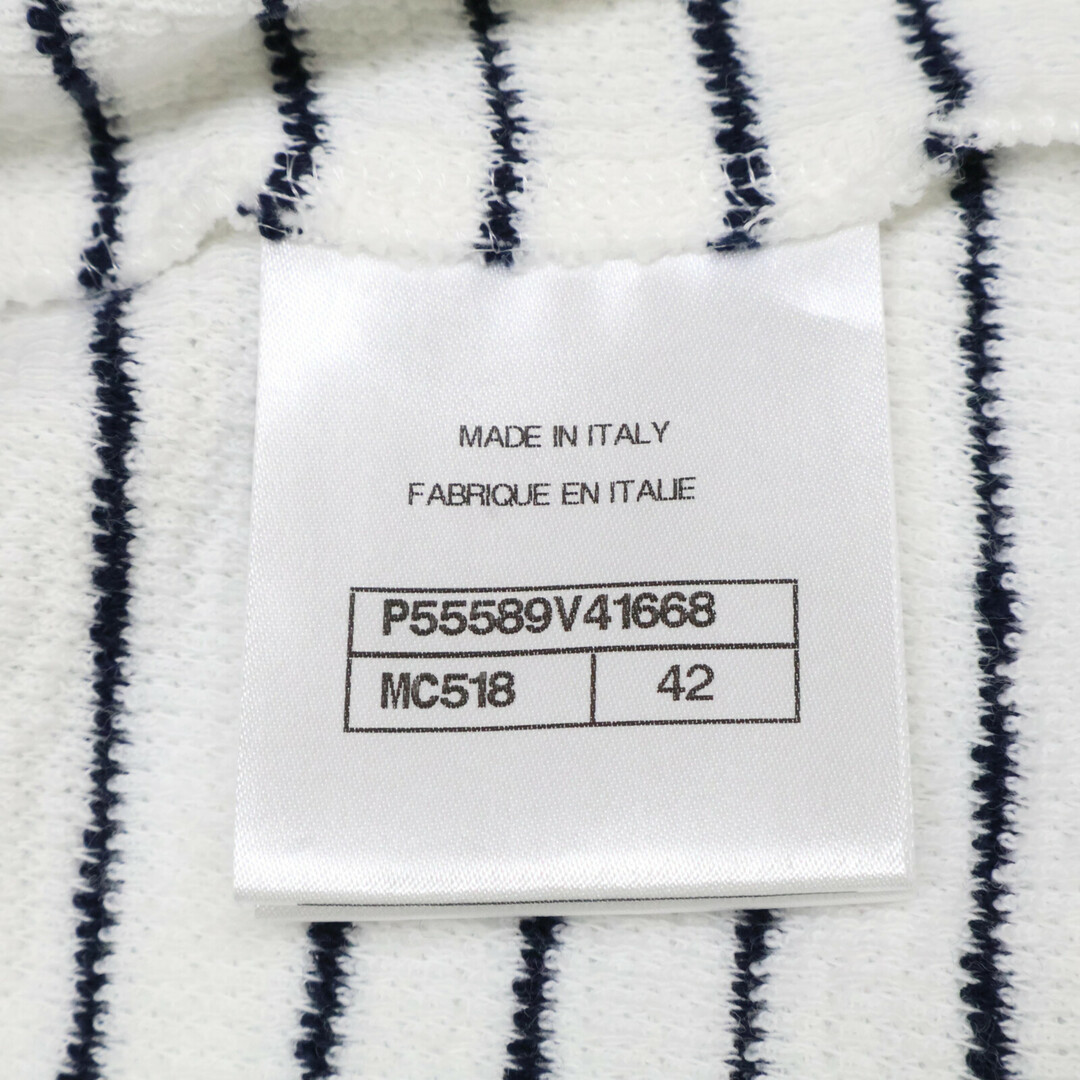 MADE IN ITALY
FABRIQUE EN ITALIE
P55589V41668
MC518 42